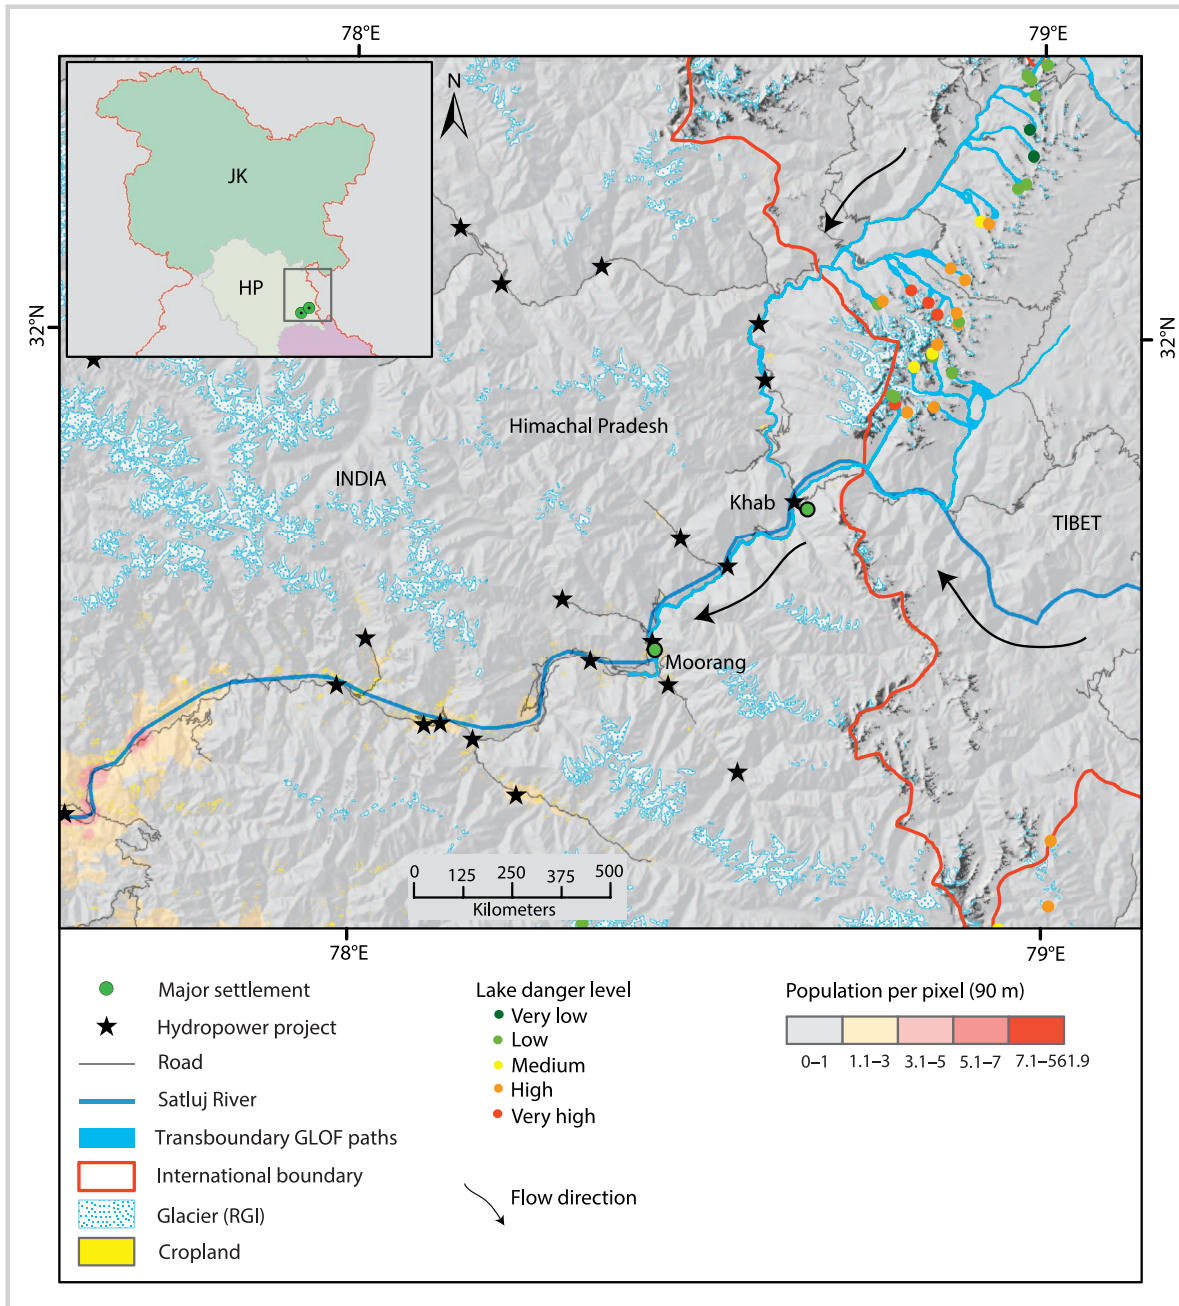 78°E
79°E
N
JK
HP
32°N
32°N
Himachal Pradesh
INDIA
Khab
TIBET
Moorang
0 125 250 375 500
Kilometers
78°E
79°E
Major settlement
Hydropower project
Road
Satluj River
Transboundary GLOF paths
International boundary
Glacier (RGI)
Cropland
Lake danger level
Very low
Low
Medium
High
Very high
Flow direction
Population per pixel (90 m)
0–1 1.1–3 3.1–5 5.1–7 7.1–561.9